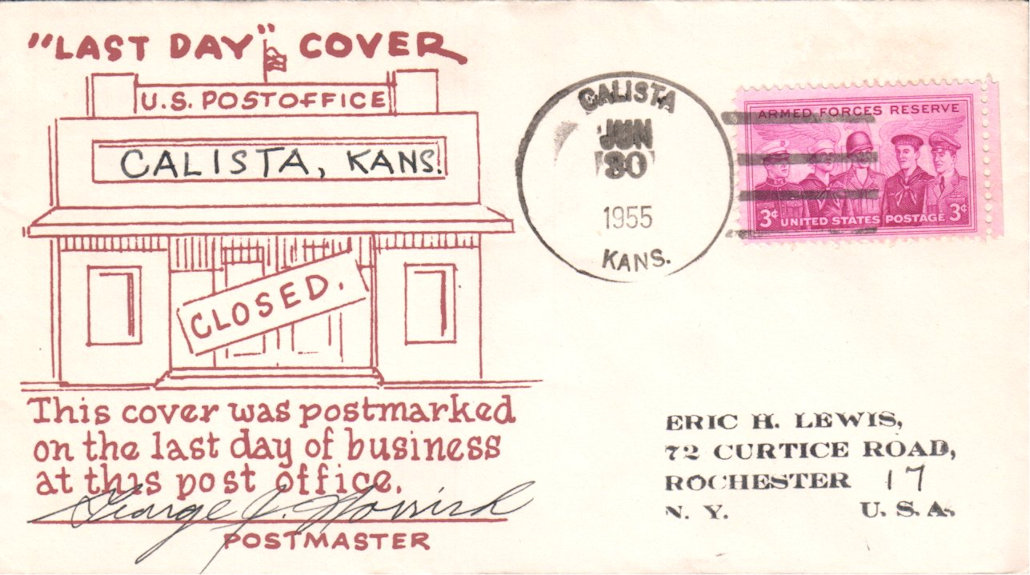 "LAST DAY" COVER
U.S. POSTOFFICE
CALISTA, KANS.
CLOSED.
This cover was postmarked
on the last day of business
at this post office.
George J.
POSTMASTER
CALISTA
JUN
30
1955
KANS.
ARMED FORCES RESERVE
3¢ UNITED STATES POSTAGE 3¢
ERIC H. LEWIS,
72 CURTICE ROAD,
ROCHESTER 17
N. Y. U. S. A.